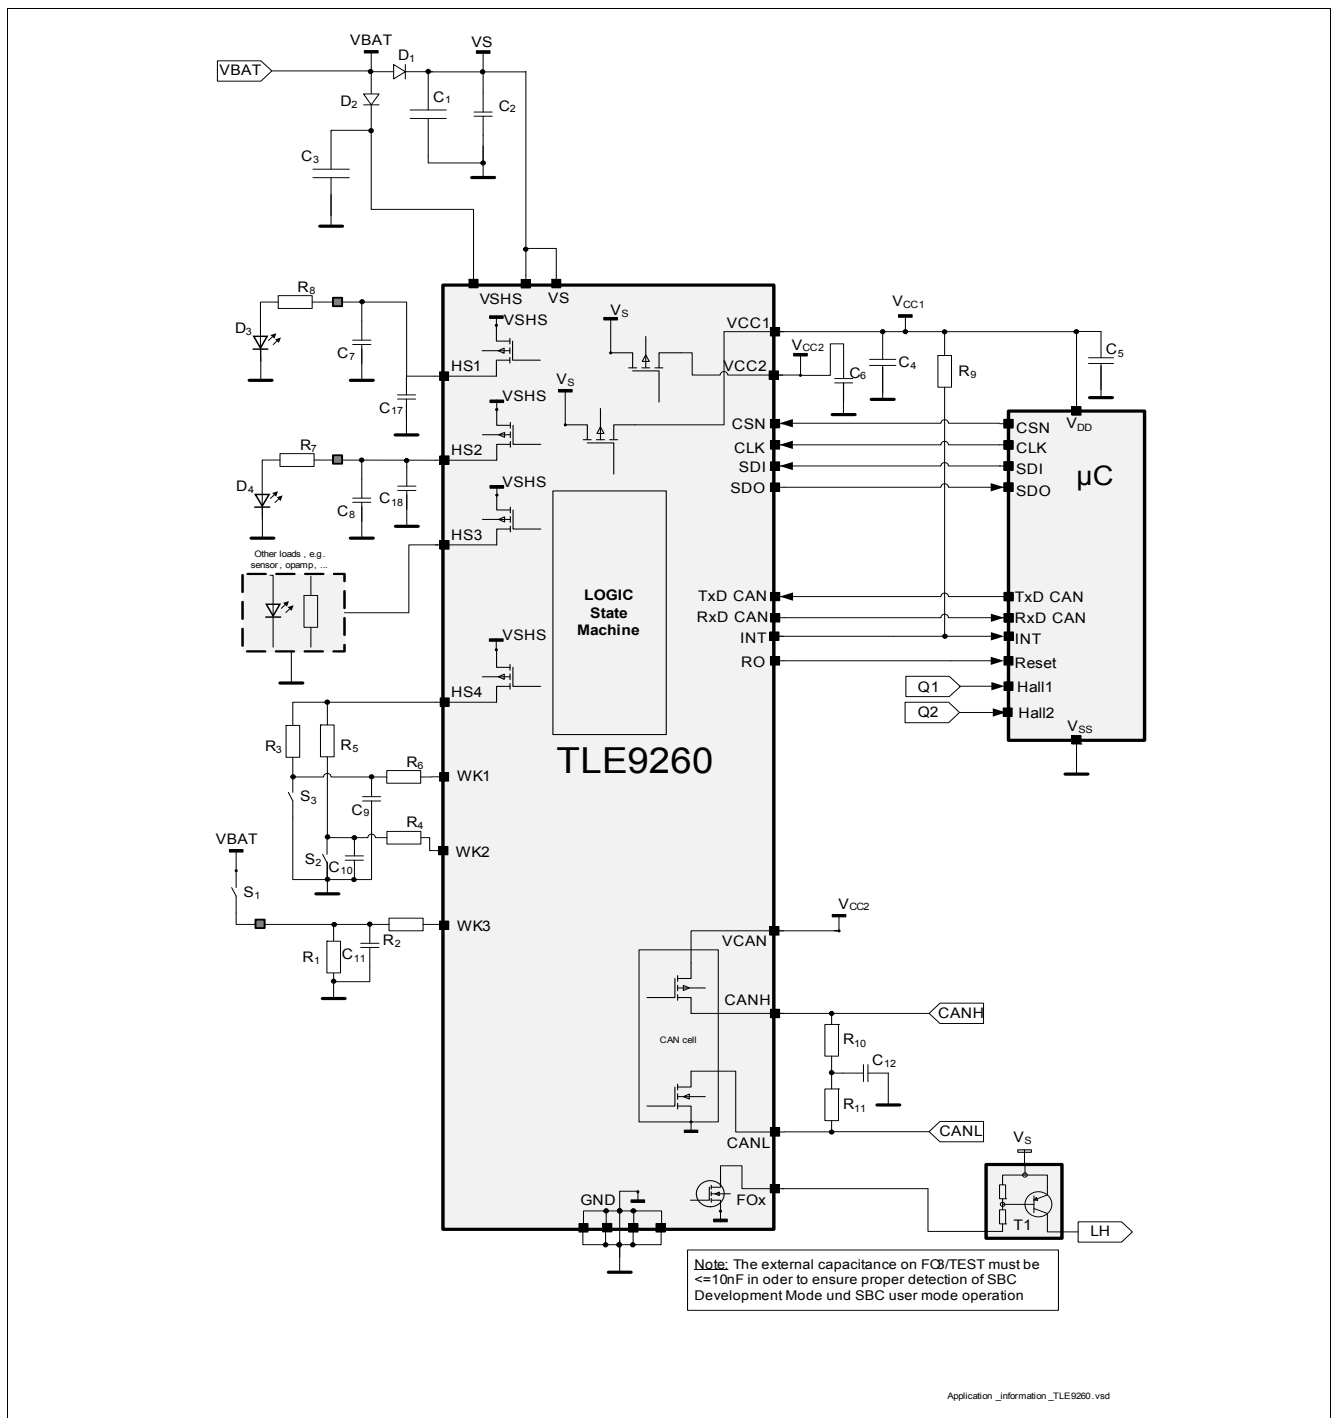 VBAT
VS
VBAT
D1
D2
C1
C2
C3
VSHS
VS
R8
D3
C7
C17
HS1
VSHS
VS
VCC1
VCC2
VS
VCC1
VCC2
C6
C4
R9
C5
HS2
VSHS
R7
D4
C8
C18
HS3
VSHS
Other loads , e.g.
sensor , opamp , ...
CSN
CLK
SDI
SDO
VDD
CSN
CLK
SDI
SDO
µC
LOGIC
State
Machine
TxD CAN
RxD CAN
INT
RO
TxD CAN
RxD CAN
INT
Reset
Q1
Hall1
Q2
Hall2
VSS
VSHS
HS4
R3
R5
TLE9260
R6
WK1
S3
C9
R4
WK2
S2
C10
VBAT
S1
WK3
R2
R1
C11
VCC2
VCAN
CANH
CANH
CAN cell
R10
C12
R11
CANL
CANL
VS
FOx
T1
LH
GND
Note: The external capacitance on FO3/TEST must be
<=10nF in oder to ensure proper detection of SBC
Development Mode und SBC user mode operation
Application _information _TLE9260.vsd